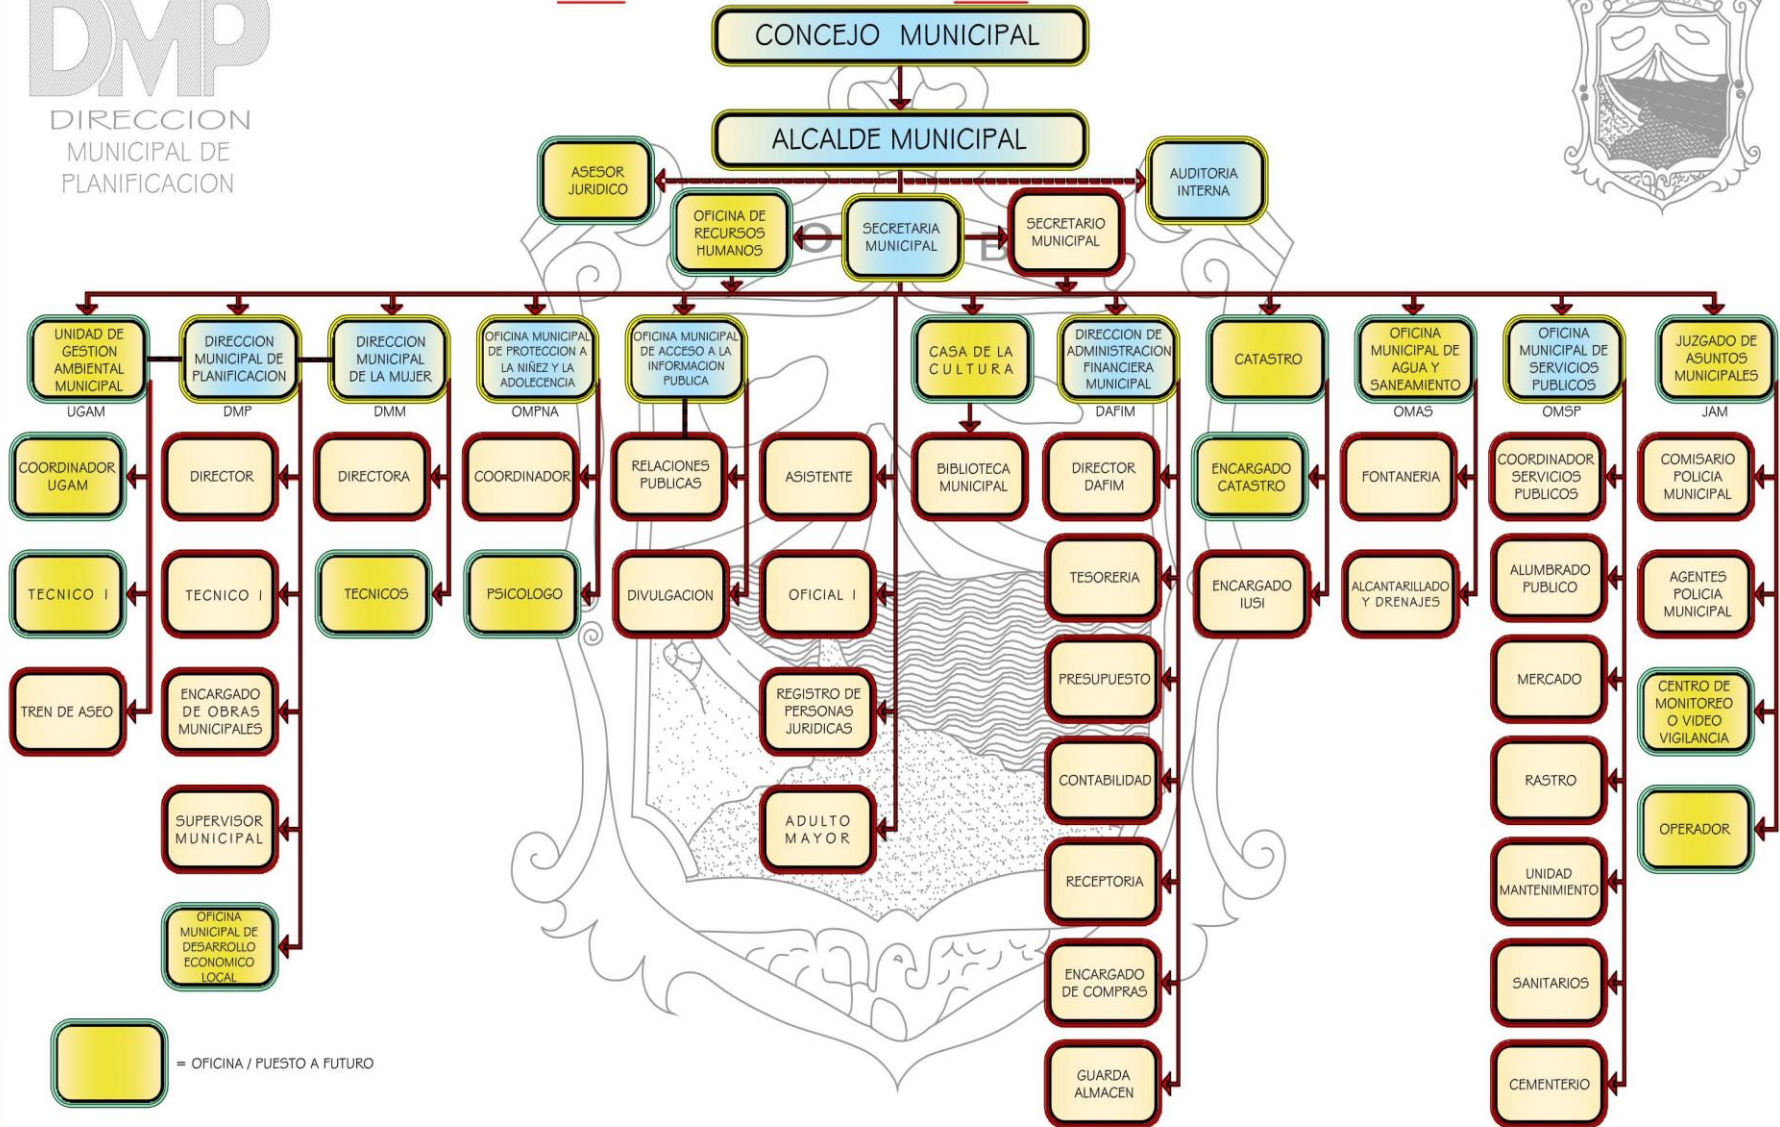 DMP
DIRECCION
MUNICIPAL DE
PLANIFICACION
CONCEJO MUNICIPAL
ALCALDE MUNICIPAL
ASESOR
JURIDICO
AUDITORIA
INTERNA
OFICINA DE
RECURSOS
HUMANOS
SECRETARIA
MUNICIPAL
SECRETARIO
MUNICIPAL
UNIDAD DE
GESTION
AMBIENTAL
MUNICIPAL
UGAM
DIRECCION
MUNICIPAL DE
PLANIFICACION
DMP
DIRECCION
MUNICIPAL
DE LA MUJER
DMM
OFICINA MUNICIPAL
DE PROTECCION A
LA NIÑEZ Y LA
ADOLECENCIA
OMPNA
OFICINA MUNICIPAL
DE ACCESO A LA
INFORMACION
PUBLICA
CASA DE LA
CULTURA
DIRECCION DE
ADMINISTRACION
FINANCIERA
MUNICIPAL
DAFIM
CATASTRO
OFICINA
MUNICIPAL DE
AGUA Y
SANEAMIENTO
OMAS
OFICINA
MUNICIPAL DE
SERVICIOS
PUBLICOS
OMSP
JUZGADO DE
ASUNTOS
MUNICIPALES
JAM
COORDINADOR
UGAM
DIRECTOR
DIRECTORA
COORDINADOR
RELACIONES
PUBLICAS
ASISTENTE
BIBLIOTECA
MUNICIPAL
DIRECTOR
DAFIM
ENCARGADO
CATASTRO
FONTANERIA
COORDINADOR
SERVICIOS
PUBLICOS
COMISARIO
POLICIA
MUNICIPAL
TECNICO I
TECNICO I
TECNICOS
PSICOLOGO
DIVULGACION
OFICIAL I
TESORERIA
ENCARGADO
IUSI
ALCANTARILLADO
Y DRENAJES
ALUMBRADO
PUBLICO
AGENTES
POLICIA
MUNICIPAL
TREN DE ASEO
ENCARGADO
DE OBRAS
MUNICIPALES
REGISTRO DE
PERSONAS
JURIDICAS
PRESUPUESTO
MERCADO
CENTRO DE
MONITOREO
O VIDEO
VIGILANCIA
SUPERVISOR
MUNICIPAL
ADULTO
MAYOR
CONTABILIDAD
RASTRO
OPERADOR
OFICINA
MUNICIPAL DE
DESARROLLO
ECONOMICO
LOCAL
RECEPTORIA
UNIDAD
MANTENIMIENTO
ENCARGADO
DE COMPRAS
SANITARIOS
GUARDA
ALMACEN
CEMENTERIO
= OFICINA / PUESTO A FUTURO